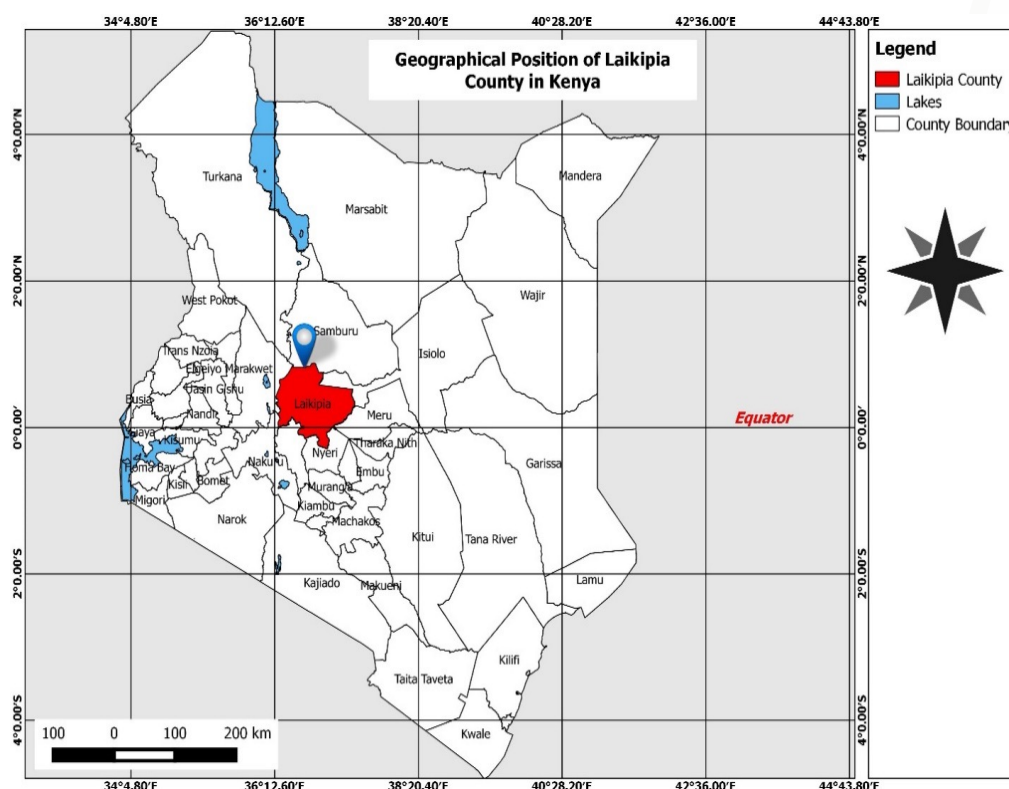 34°4.80'E 36°12.60'E 38°20.40'E 40°28.20'E 42°36.00'E 44°43.80'E
Geographical Position of Laikipia
County in Kenya
Legend
Laikipia County
Lakes
County Boundary
4°0.00'N
4°0.00'N
Turkana
Mandera
Marsabit
2°0.00'N
2°0.00'N
West Pokot
Wajir
Samburu
Trans Nzoia
Isiolo
Elgeiyo Marakwet
Uasin Gishu
Busia
Laikipia
Nandi
Meru
Equator
0°0.00'
0°0.00'
Siaya
Kisumu
Tharaka Nith
Nyeri
Nakuru
Garissa
Homa Bay
Embu
Kisii
Bomet
Murang'a
Migori
Kiambu
Narok
Machakos
Kitui
Tana River
2°0.00'S
2°0.00'S
Kajiado
Makueni
Lamu
Kilifi
Taita Taveta
4°0.00'S
4°0.00'S
Kwale
100 0 100 200 km
34°4.80'E 36°12.60'E 38°20.40'E 40°28.20'E 42°36.00'E 44°43.80'E